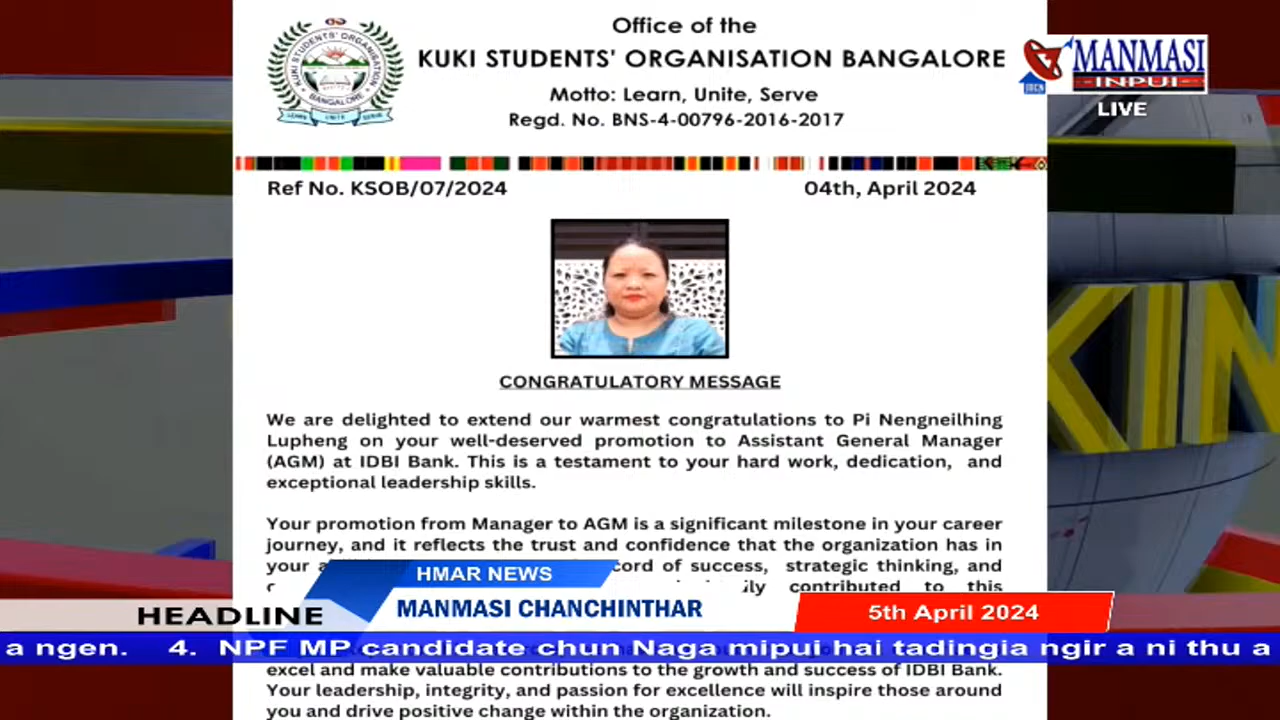 Office of the
KUKI STUDENTS' ORGANISATION BANGALORE
Motto: Learn, Unite, Serve
Regd. No. BNS-4-00796-2016-2017
KUKI STUDENTS' ORGANISATION
BANGALORE
LEARN UNITE SERVE
MANMASI
INPUI
LIVE
Ref No. KSOB/07/2024
04th, April 2024
CONGRATULATORY MESSAGE
We are delighted to extend our warmest congratulations to Pi Nengneilhing
Lupheng on your well-deserved promotion to Assistant General Manager
(AGM) at IDBI Bank. This is a testament to your hard work, dedication, and
exceptional leadership skills.
Your promotion from Manager to AGM is a significant milestone in your career
journey, and it reflects the trust and confidence that the organization has in
your of success, strategic thinking, and
contributed to this
excel and make valuable contributions to the growth and success of IDBI Bank.
Your leadership, integrity, and passion for excellence will inspire those around
you and drive positive change within the organization.
KIN
HMAR NEWS
HEADLINE
MANMASI CHANCHINTHAR
5th April 2024
a ngen. 4. NPF MP candidate chun Naga mipui hai tadingia ngir a ni thu a